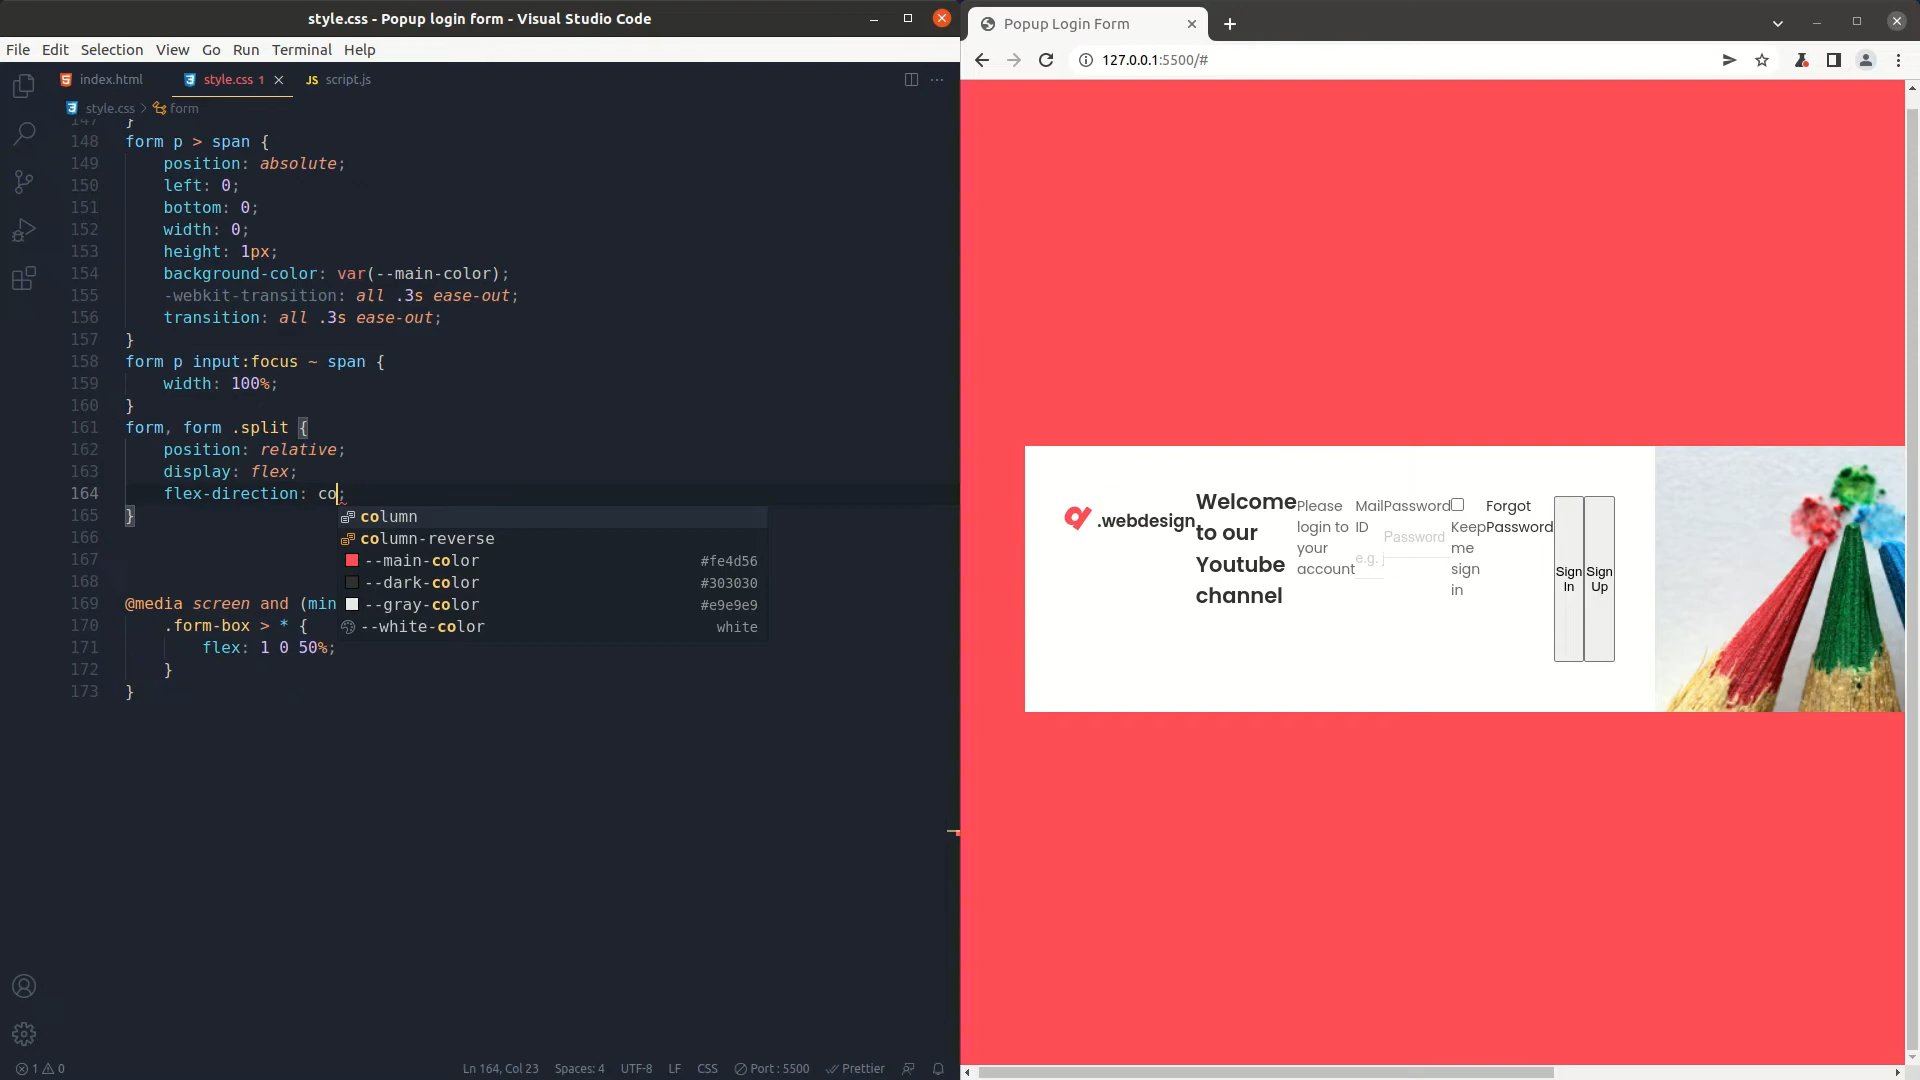 style.css - Popup login form - Visual Studio Code
File Edit Selection View Go Run Terminal Help
index.html style.css 1 JS script.js
style.css > form
147 }
148 form p > span {
149 position: absolute;
150 left: 0;
151 bottom: 0;
152 width: 0;
153 height: 1px;
154 background-color: var(--main-color);
155 -webkit-transition: all .3s ease-out;
156 transition: all .3s ease-out;
157 }
158 form p input:focus ~ span {
159 width: 100%;
160 }
161 form, form .split {
162 position: relative;
163 display: flex;
164 flex-direction: co;
165 }
166
167
168
169 @media screen and (min
170 .form-box > * {
171 flex: 1 0 50%;
172 }
173 }
column
column-reverse
--main-color #fe4d56
--dark-color #303030
--gray-color #e9e9e9
--white-color white
1 0
Ln 164, Col 23 Spaces: 4 UTF-8 LF CSS Port : 5500 Prettier
Popup Login Form
127.0.0.1:5500/#
.webdesign
Welcome
to our
Youtube
channel
Please
login to
your
account
Mail
ID
e.g.
Password
Password
Keep
me
sign
in
Forgot
Password
Sign
In
Sign
Up